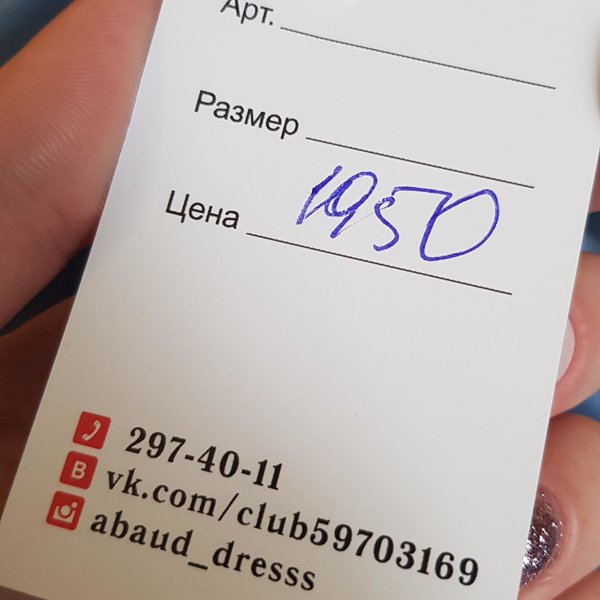 Арт.
Размер
Цена 1950
297-40-11
vk.com/club59703169
abaud_dresss